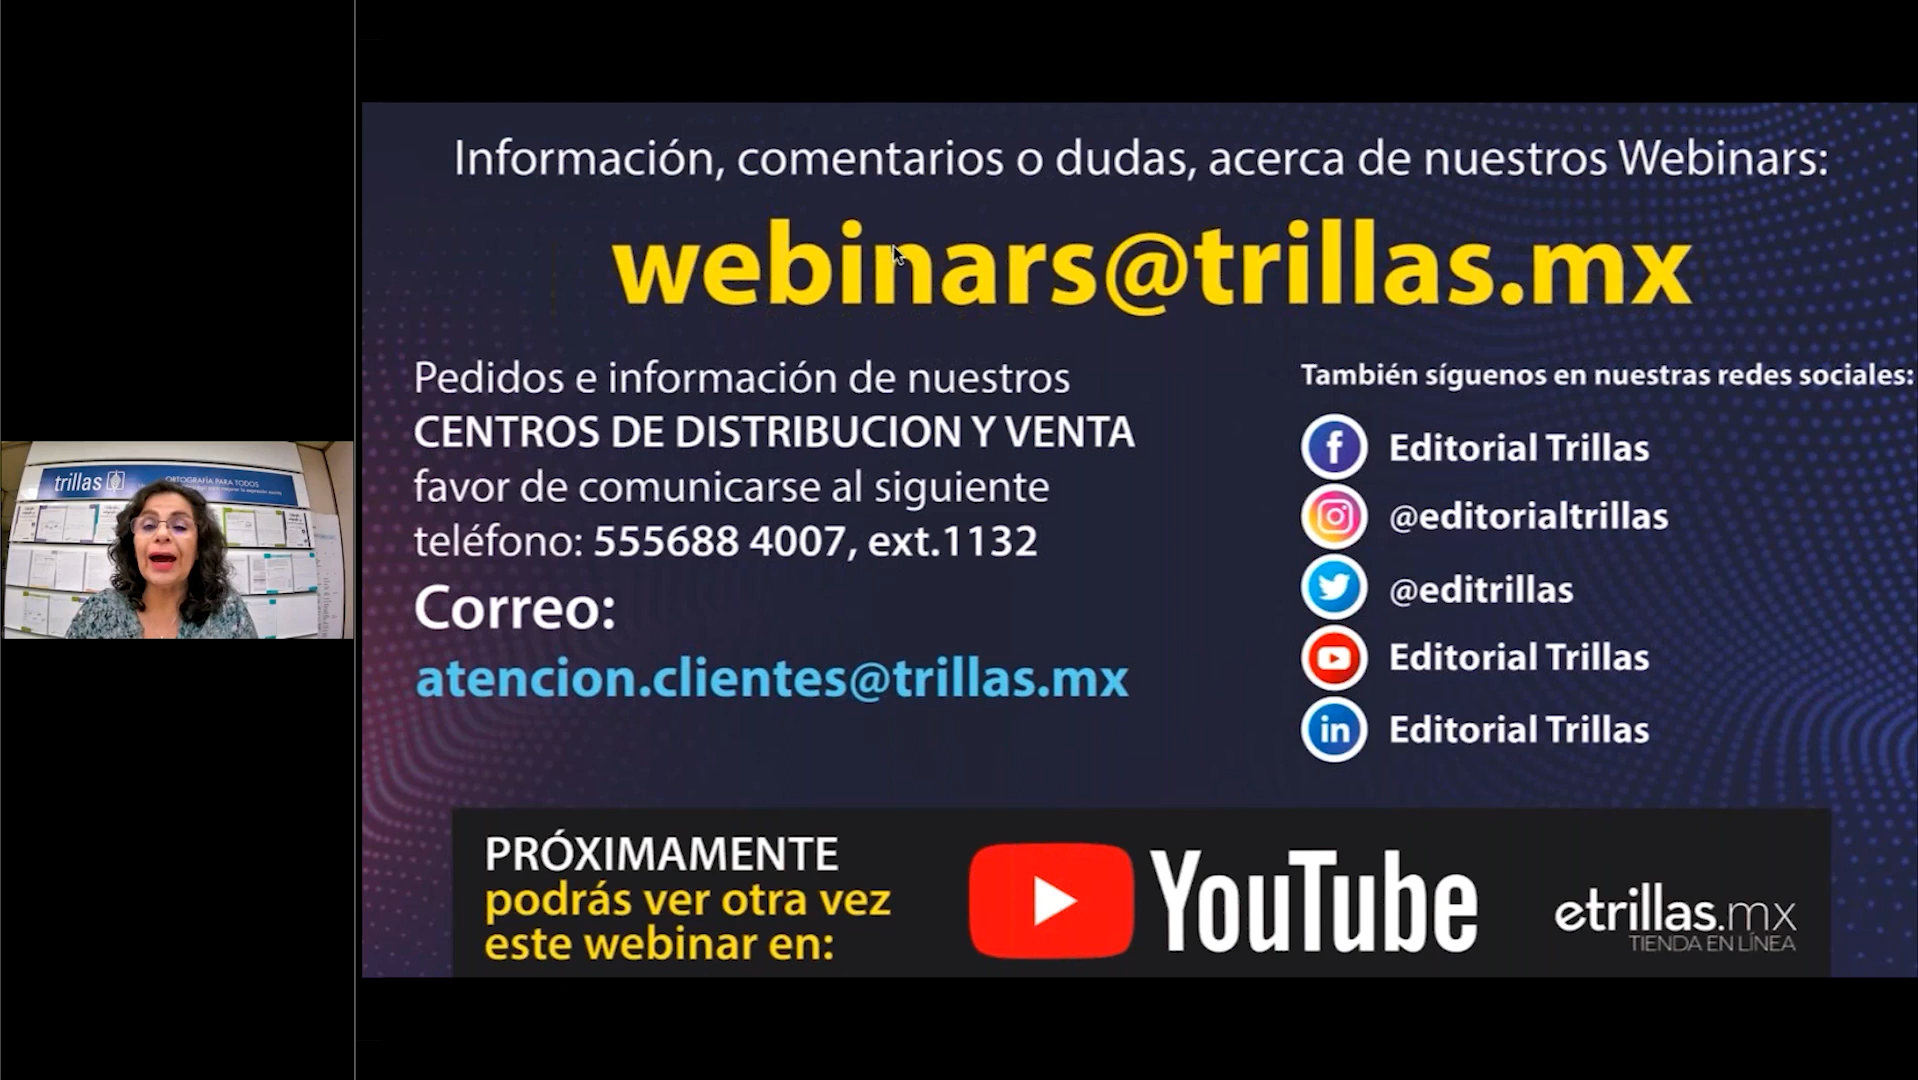 Información, comentarios o dudas, acerca de nuestros Webinars:
webinars@trillas.mx
Pedidos e información de nuestros
CENTROS DE DISTRIBUCION Y VENTA
favor de comunicarse al siguiente
teléfono: 555688 4007, ext.1132
Correo:
atencion.clientes@trillas.mx
También síguenos en nuestras redes sociales:
Editorial Trillas
@editorialtrillas
@editrillas
Editorial Trillas
in Editorial Trillas
PRÓXIMAMENTE
podrás ver otra vez
este webinar en:
YouTube
etrillas.mx
TIENDA EN LÍNEA
trillas
ORTOGRAFÍA PARA TODOS